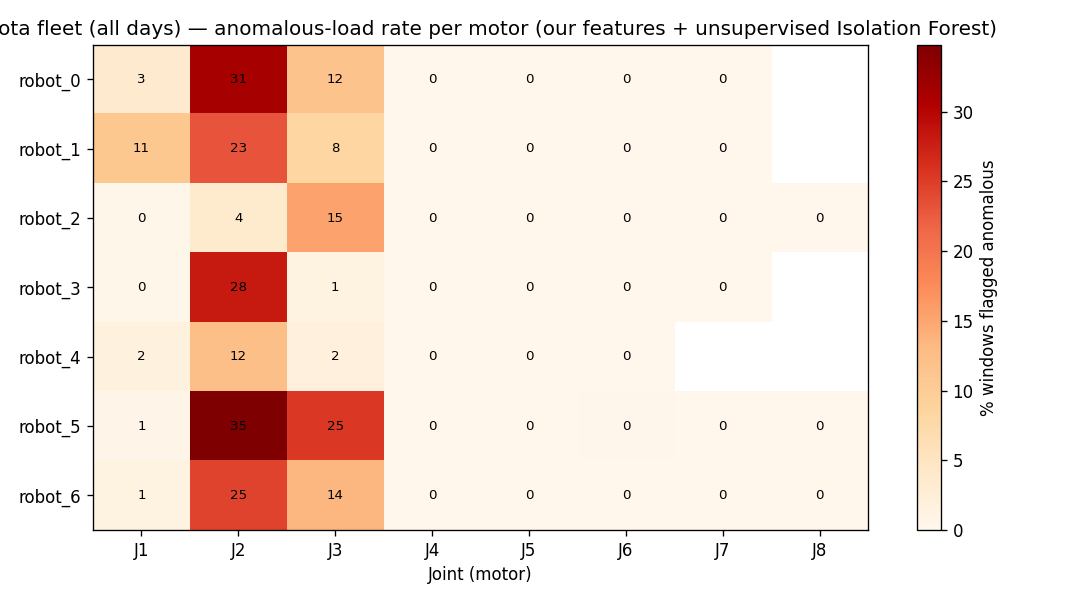 fleet (all days) — anomalous-load rate per motor (our features + unsupervised Isolation Forest)
robot_0 3 31 12 0 0 0 0
robot_1 11 23 8 0 0 0 0
robot_2 0 4 15 0 0 0 0 0
robot_3 0 28 1 0 0 0 0
robot_4 2 12 2 0 0 0
robot_5 1 35 25 0 0 0 0 0
robot_6 1 25 14 0 0 0 0 0
J1 J2 J3 J4 J5 J6 J7 J8
Joint (motor)
30
25
20
15
10
5
0
% windows flagged anomalous